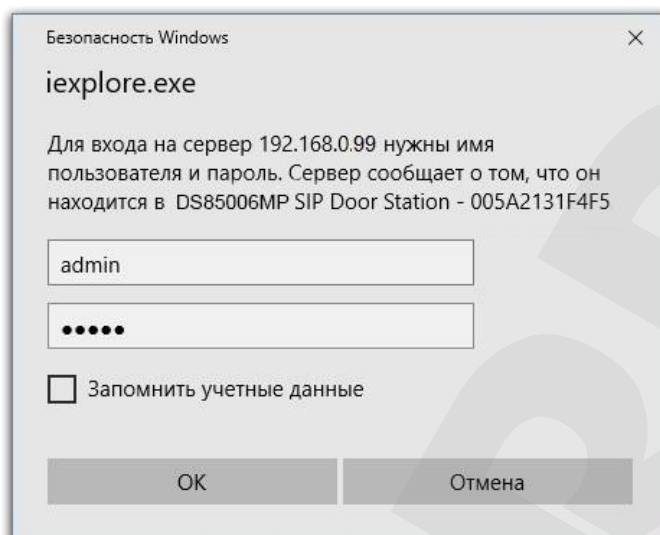 Безопасность Windows
iexplore.exe
Для входа на сервер 192.168.0.99 нужны имя
пользователя и пароль. Сервер сообщает о том, что он
находится в DS85006MP SIP Door Station - 005A2131F4F5
admin
•••••
Запомнить учетные данные
ОК
Отмена